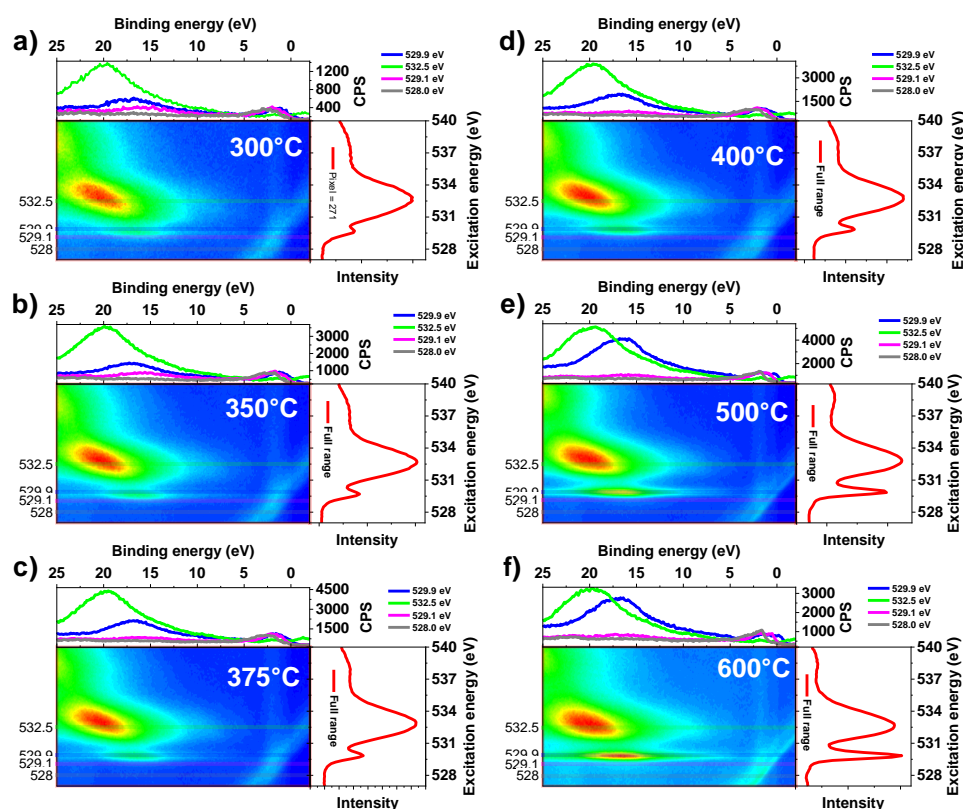 a)
Binding energy (eV)
25 20 15 10 5 0
529.9 eV
532.5 eV
529.1 eV
528.0 eV
1200
800
400
CPS
300°C
532.5
529.9
529.1
528
Pixel = 271
540
537
534
531
528
Excitation energy (eV)
Intensity
d)
Binding energy (eV)
25 20 15 10 5 0
529.9 eV
532.5 eV
529.1 eV
528.0 eV
3000
1500
CPS
400°C
532.5
529.9
529.1
528
Full range
540
537
534
531
528
Excitation energy (eV)
Intensity
b)
Binding energy (eV)
25 20 15 10 5 0
529.9 eV
532.5 eV
529.1 eV
528.0 eV
3000
2000
1000
CPS
350°C
532.5
529.9
529.1
528
Full range
540
537
534
531
528
Excitation energy (eV)
Intensity
e)
Binding energy (eV)
25 20 15 10 5 0
529.9 eV
532.5 eV
529.1 eV
528.0 eV
4000
2000
CPS
500°C
532.5
529.9
529.1
528
Full range
540
537
534
531
528
Excitation energy (eV)
Intensity
c)
Binding energy (eV)
25 20 15 10 5 0
529.9 eV
532.5 eV
529.1 eV
528.0 eV
4500
3000
1500
CPS
375°C
532.5
529.9
529.1
528
Full range
540
537
534
531
528
Excitation energy (eV)
Intensity
f)
Binding energy (eV)
25 20 15 10 5 0
529.9 eV
532.5 eV
529.1 eV
528.0 eV
3000
2000
1000
CPS
600°C
532.5
529.9
529.1
528
Full range
540
537
534
531
528
Excitation energy (eV)
Intensity